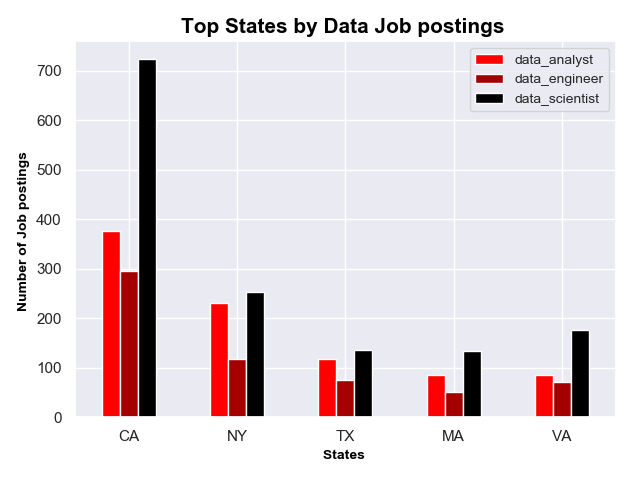 Top States by Data Job postings
data_analyst
data_engineer
data_scientist
Number of Job postings
700
600
500
400
300
200
100
0
CA NY TX MA VA
States